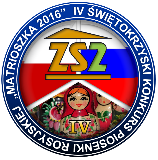 „MATRIOSZKA 2016” IV ŚWIĘTOKRZYSKI KONKURS PIOSENKI ROSYJSKIEJ
ZS2
IV